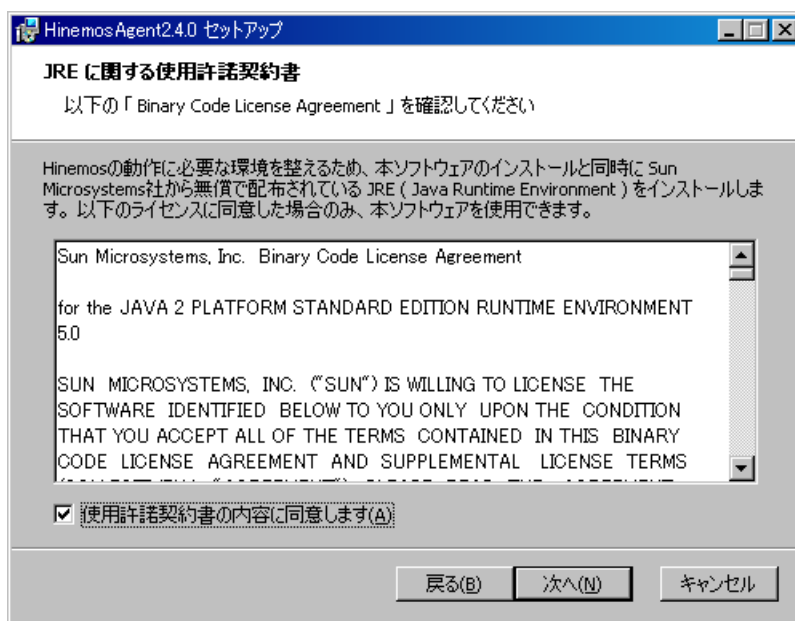 HinemosAgent2.4.0 セットアップ
JRE に関する使用許諾契約書
以下の「 Binary Code License Agreement 」を確認してください
Hinemosの動作に必要な環境を整えるため、本ソフトウェアのインストールと同時に Sun
Microsystems社から無償で配布されている JRE ( Java Runtime Environment ) をインストールしま
す。以下のライセンスに同意した場合のみ、本ソフトウェアを使用できます。
Sun Microsystems, Inc. Binary Code License Agreement
for the JAVA 2 PLATFORM STANDARD EDITION RUNTIME ENVIRONMENT
5.0
SUN MICROSYSTEMS, INC. ("SUN") IS WILLING TO LICENSE THE
SOFTWARE IDENTIFIED BELOW TO YOU ONLY UPON THE CONDITION
THAT YOU ACCEPT ALL OF THE TERMS CONTAINED IN THIS BINARY
CODE LICENSE AGREEMENT AND SUPPLEMENTAL LICENSE TERMS
使用許諾契約書の内容に同意します(A)
戻る(B)
次へ(N)
キャンセル